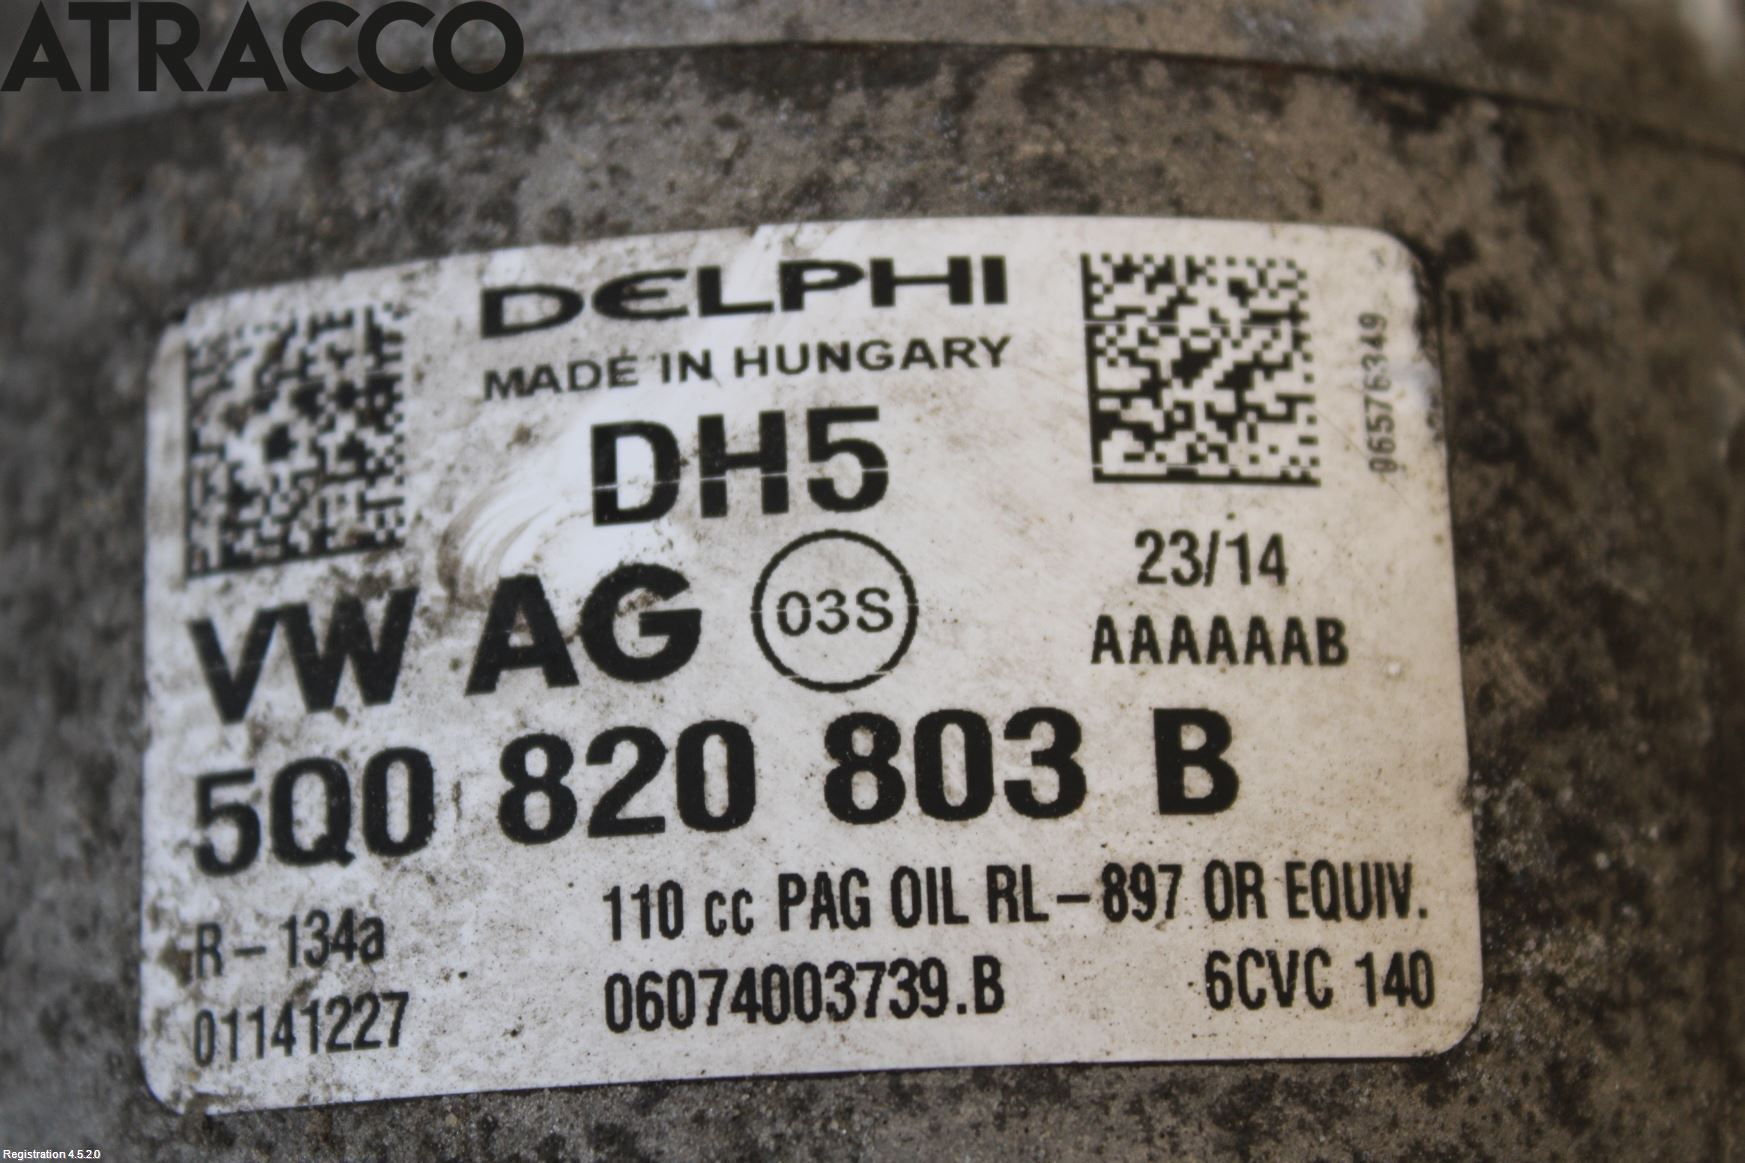 ATRACCO
DELPHI
MADE IN HUNGARY
DH5
96576349
23/14
AAAAAAB
VW AG 03S
5Q0 820 803 B
R-134a 110 cc PAG OIL RL-897 OR EQUIV.
01141227 06074003739.B 6CVC 140
Registration 4.5.2.0